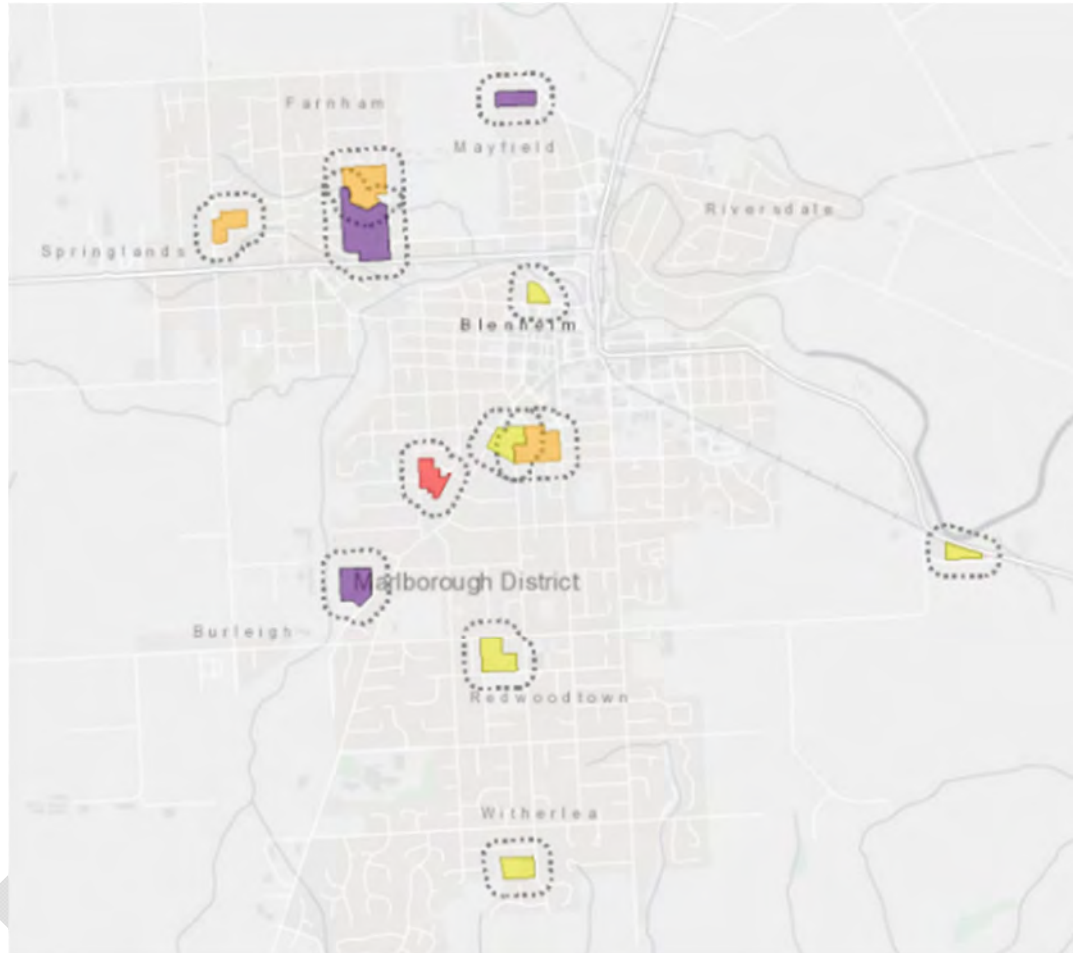 Farnham
Mayfield
Riversdale
Springlands
Blenheim
Marlborough District
Burleigh
Redwoodtown
Witherlea